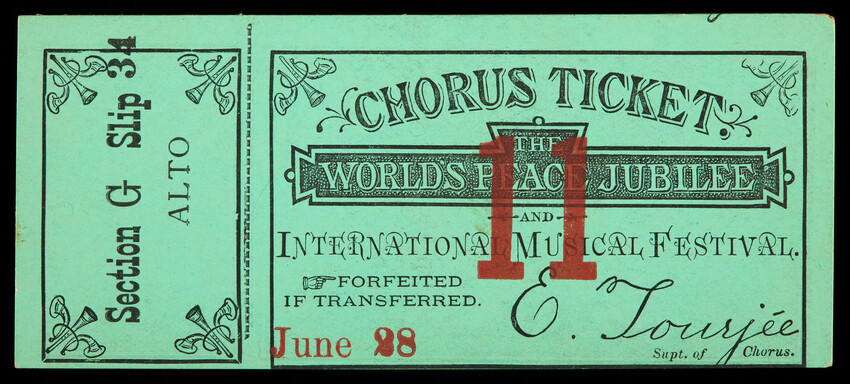 Section G Slip 34
ALTO
CHORUS TICKET.
THE
WORLD'S PEACE JUBILEE
AND
INTERNATIONAL MUSICAL FESTIVAL.
11
☞FORFEITED
IF TRANSFERRED.
E. Tourjée
Supt. of Chorus.
June 28